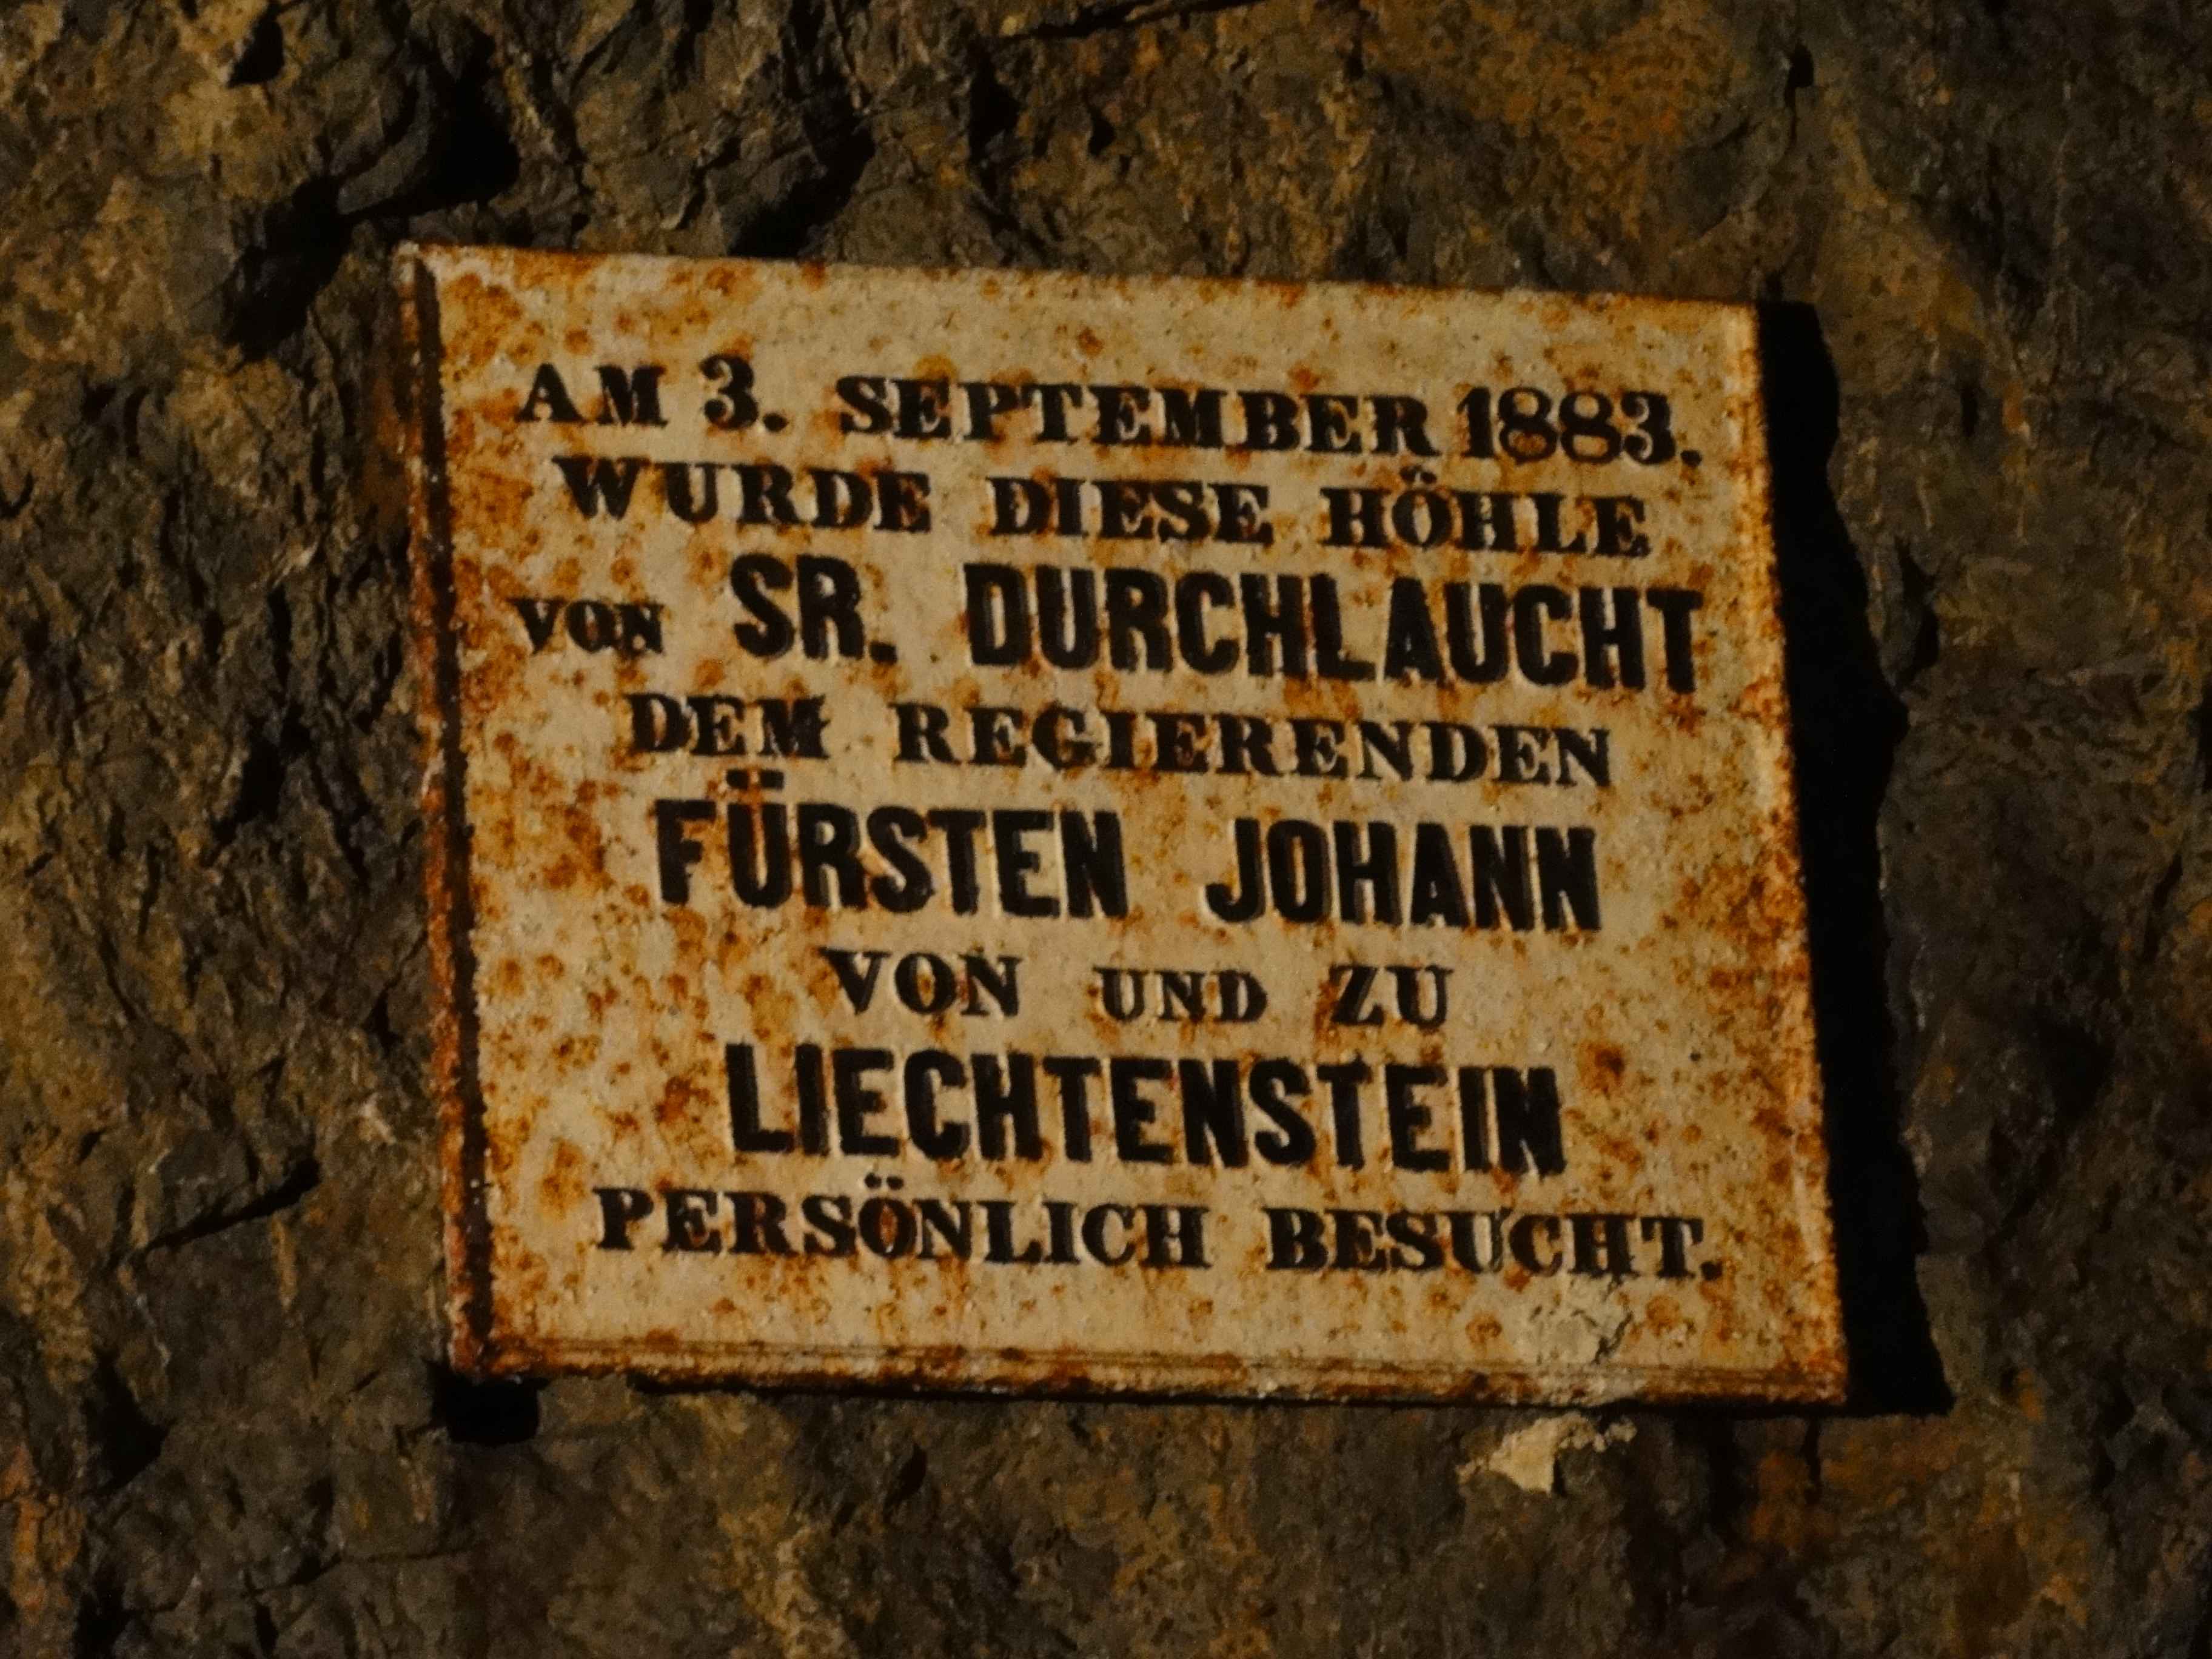 AM 3. SEPTEMBER 1883.
WURDE DIESE HÖHLE
VON SR. DURCHLAUCHT
DEM REGIERENDEN
FÜRSTEN JOHANN
VON UND ZU
LIECHTENSTEIN
PERSÖNLICH BESUCHT.